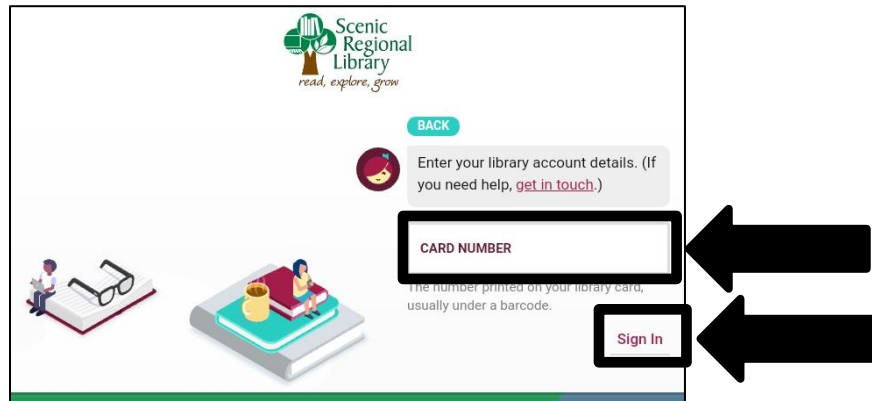 Scenic
Regional
Library
read, explore, grow
BACK
Enter your library account details. (If
you need help, get in touch.)
CARD NUMBER
The number printed on your library card,
usually under a barcode.
Sign In